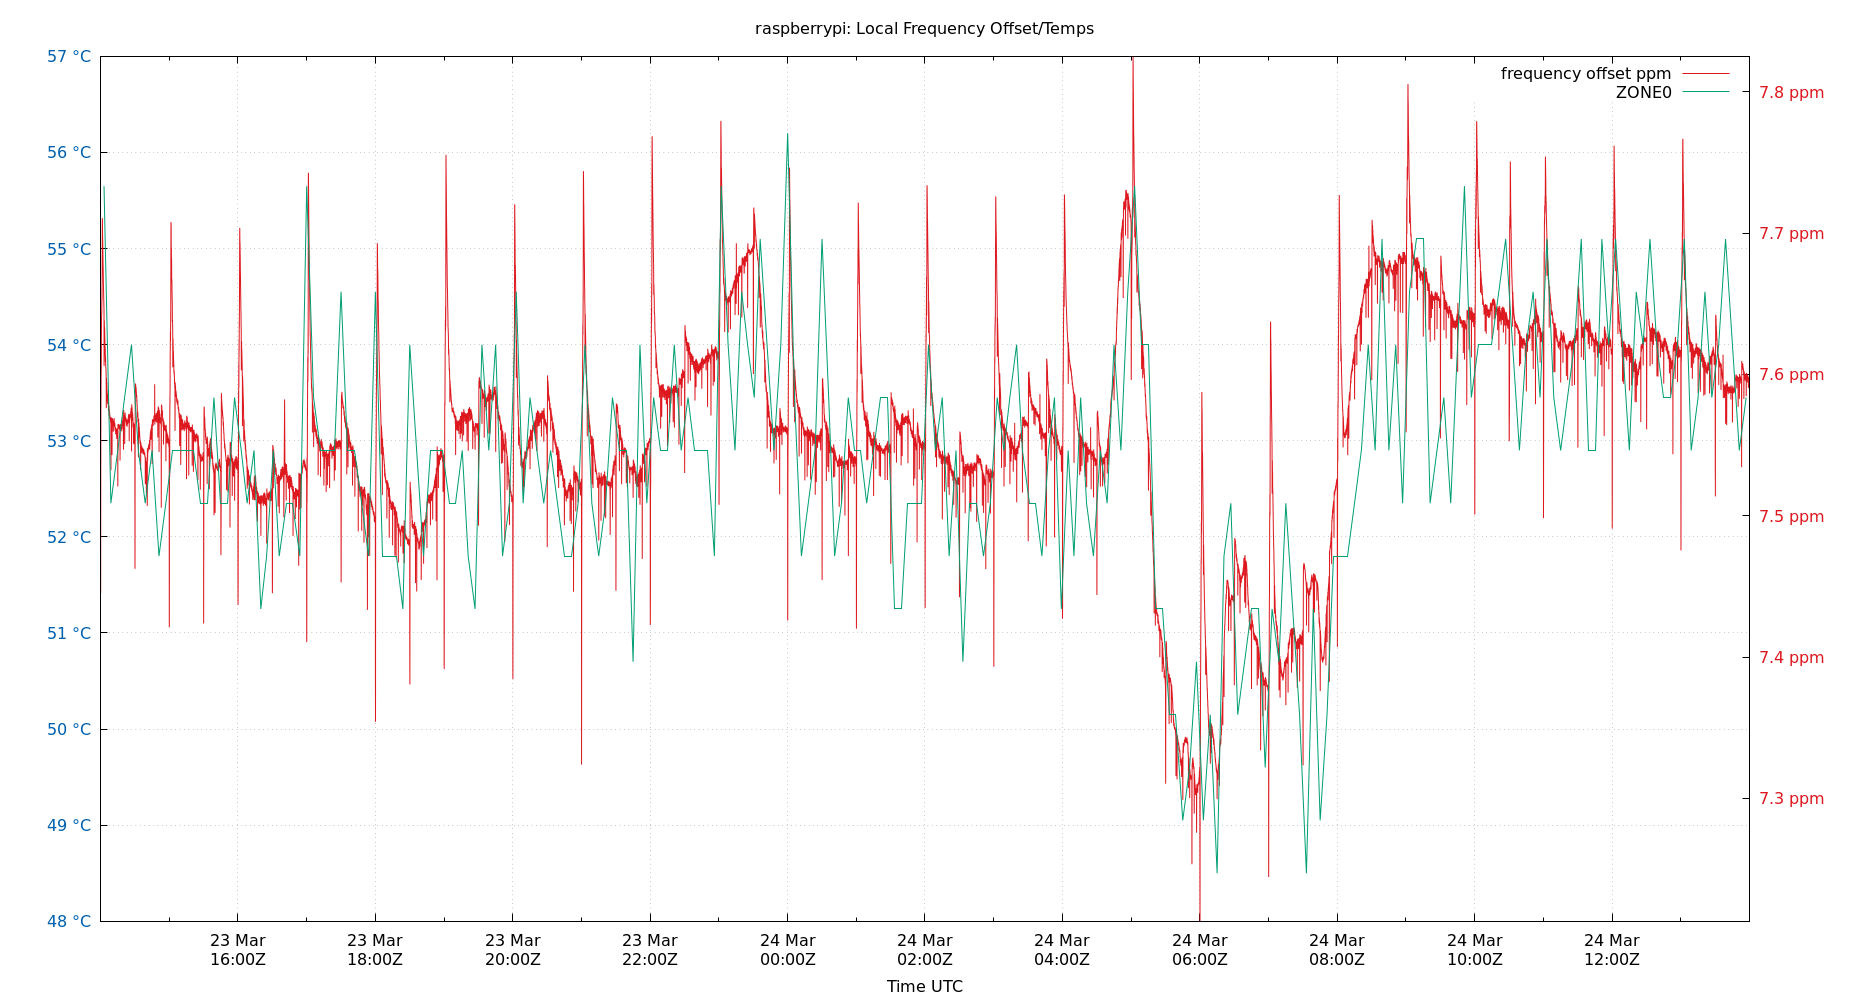 raspberrypi: Local Frequency Offset/Temps
frequency offset ppm
ZONE0
57 °C
56 °C
55 °C
54 °C
53 °C
52 °C
51 °C
50 °C
49 °C
48 °C
7.8 ppm
7.7 ppm
7.6 ppm
7.5 ppm
7.4 ppm
7.3 ppm
23 Mar
16:00Z
23 Mar
18:00Z
23 Mar
20:00Z
23 Mar
22:00Z
24 Mar
00:00Z
24 Mar
02:00Z
24 Mar
04:00Z
24 Mar
06:00Z
24 Mar
08:00Z
24 Mar
10:00Z
24 Mar
12:00Z
Time UTC